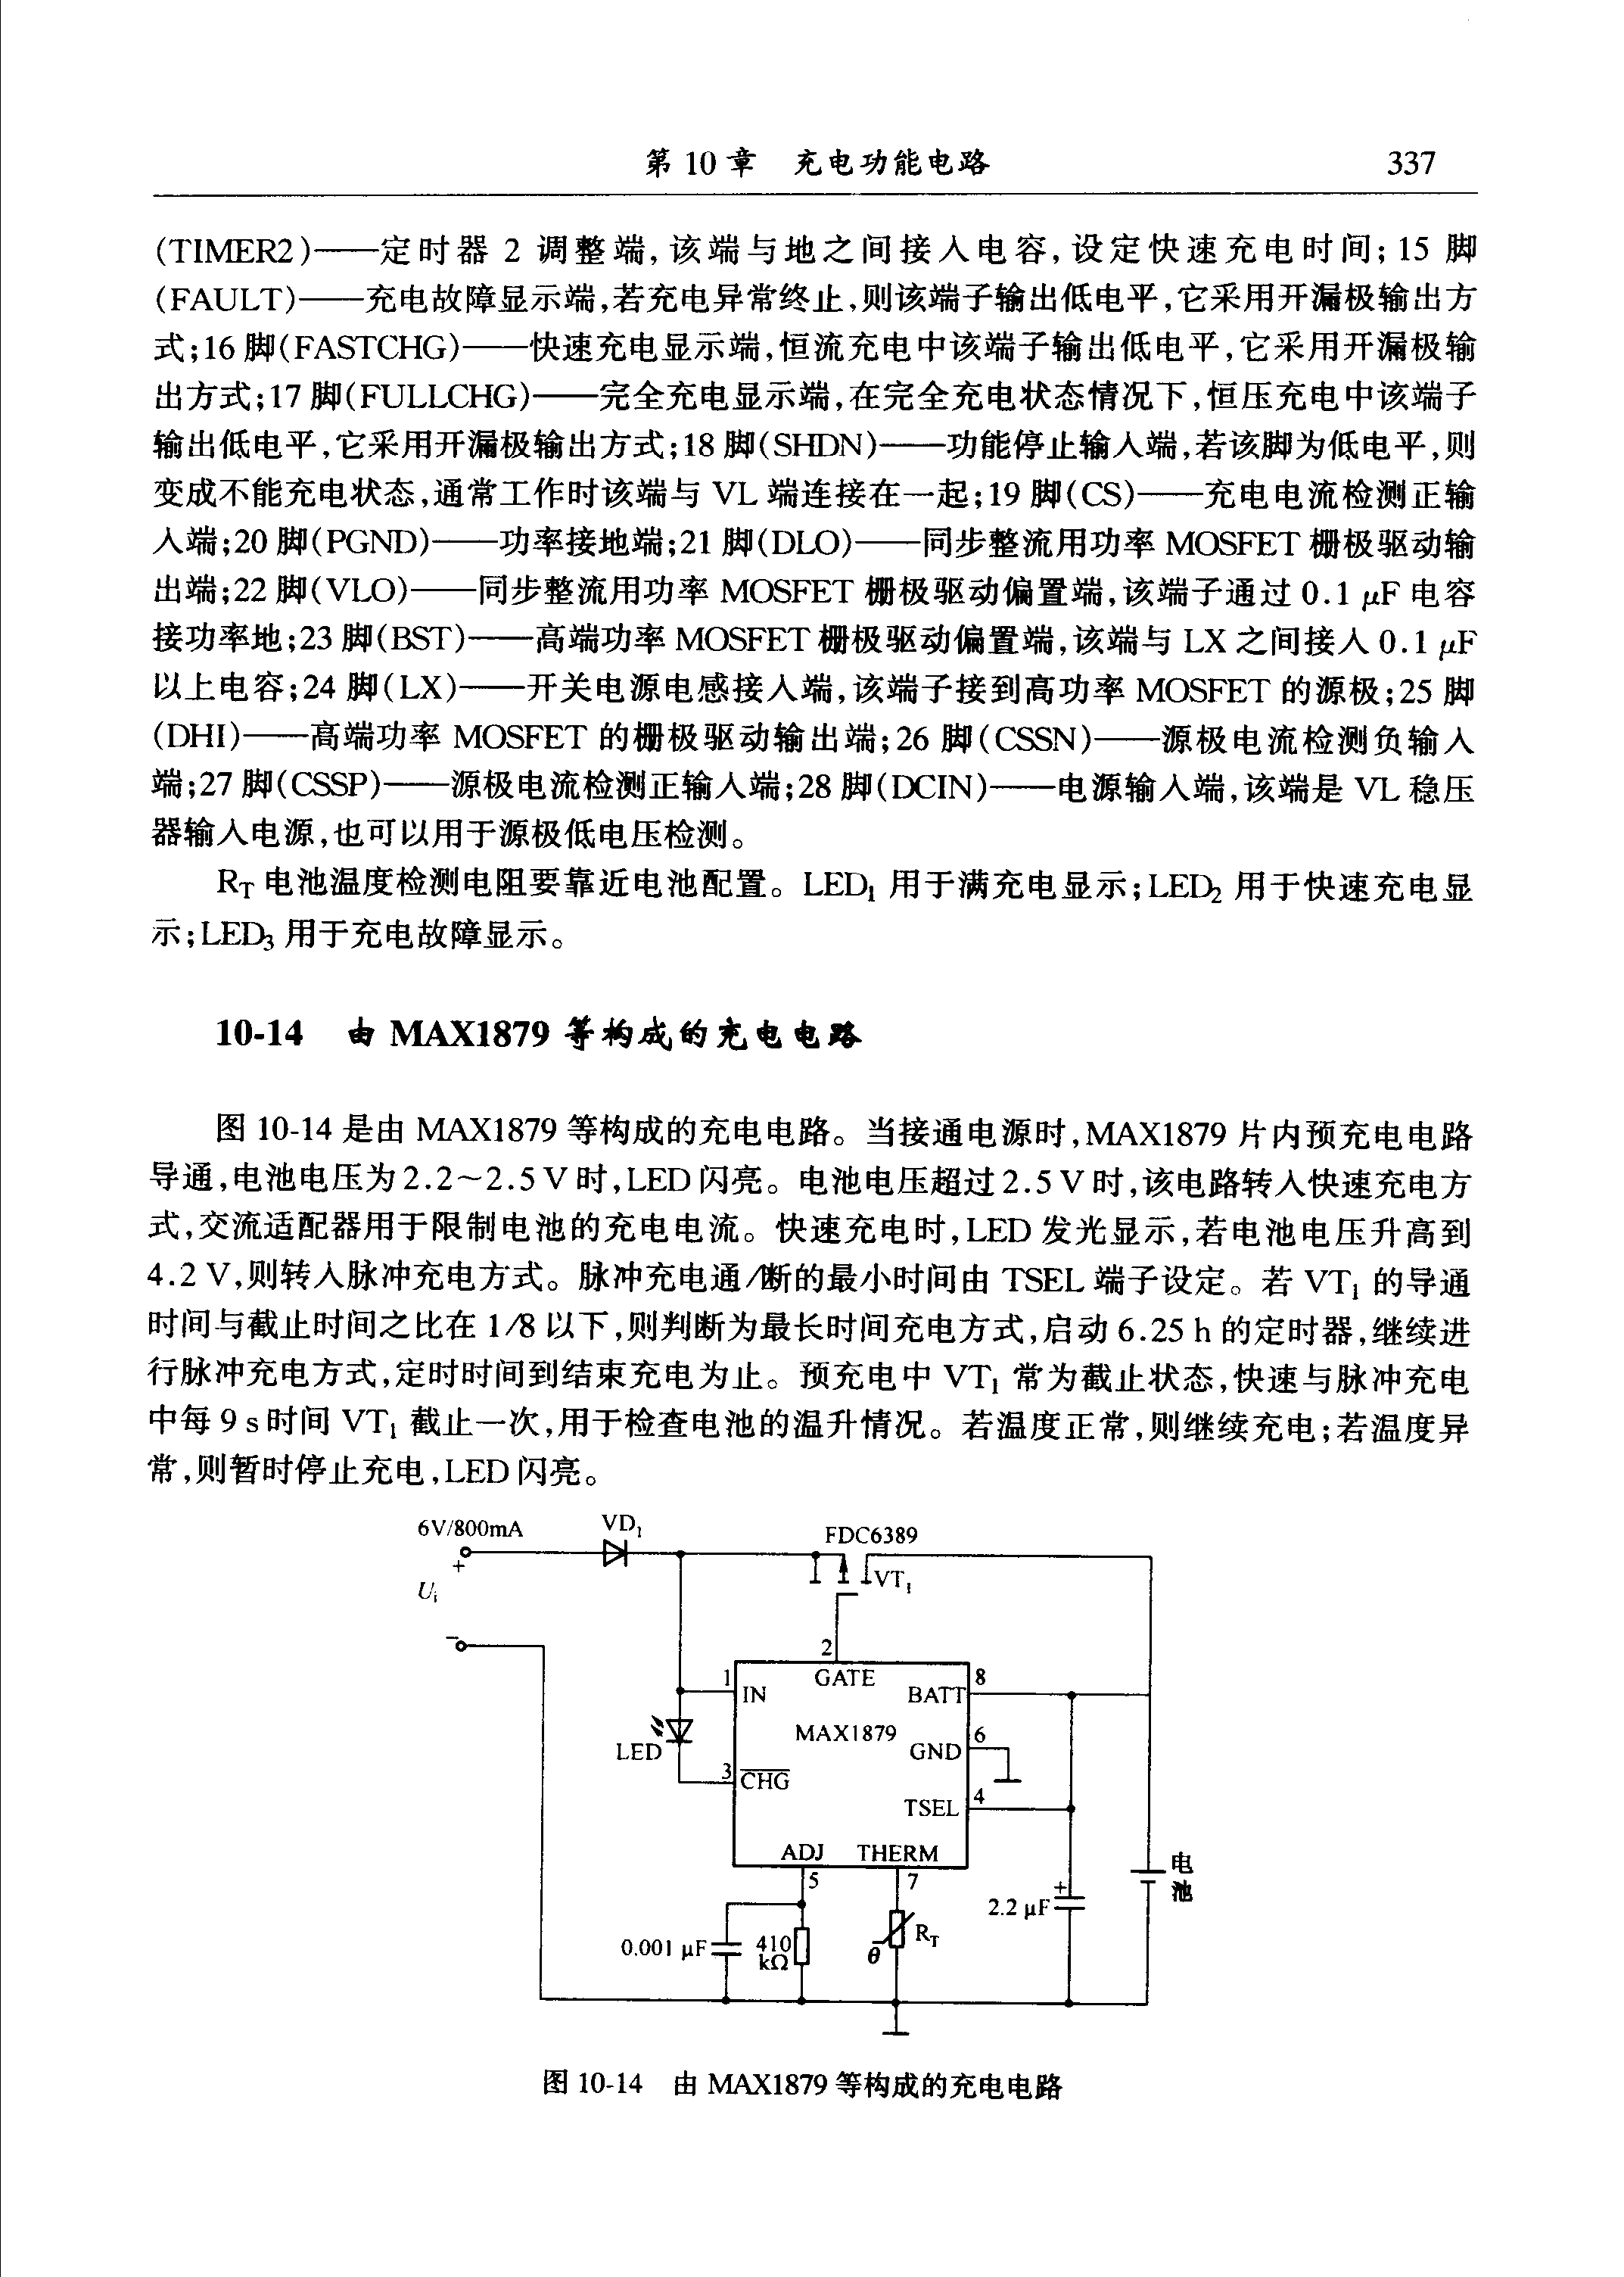 第 10 章 充电功能电路 337
(TIMER2)——定时器 2 调整端,该端与地之间接入电容,设定快速充电时间; 15 脚
(FAULT)——充电故障显示端,若充电异常终止,则该端子输出低电平,它采用开漏极输出方
式;16 脚(FASTCHG)——快速充电显示端,恒流充电中该端子输出低电平,它采用开漏极输
出方式;17 脚(FULLCHG)——完全充电显示端,在完全充电状态情况下,恒压充电中该端子
输出低电平,它采用开漏极输出方式;18 脚(SHDN)——功能停止输入端,若该脚为低电平,则
变成不能充电状态,通常工作时该端与 VL 端连接在一起;19 脚(CS)——充电电流检测正输
入端;20 脚(PGND)——功率接地端;21 脚(DLO)——同步整流用功率 MOSFET 栅极驱动输
出端;22 脚(VLO)——同步整流用功率 MOSFET 栅极驱动偏置端,该端子通过 0.1 μF 电容
接功率地;23 脚(BST)——高端功率 MOSFET 栅极驱动偏置端,该端与 LX 之间接入 0.1 μF
以上电容;24 脚(LX)——开关电源电感接入端,该端子接到高功率 MOSFET 的源极;25 脚
(DHI)——高端功率 MOSFET 的栅极驱动输出端;26 脚(CSSN)——源极电流检测负输入
端;27 脚(CSSP)——源极电流检测正输入端;28 脚(DCIN)——电源输入端,该端是 VL 稳压
器输入电源,也可以用于源极低电压检测。
R_T 电池温度检测电阻要靠近电池配置。LED₁ 用于满充电显示;LED₂ 用于快速充电显
示;LED₃ 用于充电故障显示。
10-14 由 MAX1879 等构成的充电电路
图 10-14 是由 MAX1879 等构成的充电电路。当接通电源时,MAX1879 片内预充电电路
导通,电池电压为 2.2~2.5 V 时,LED 闪亮。电池电压超过 2.5 V 时,该电路转入快速充电方
式,交流适配器用于限制电池的充电电流。快速充电时,LED 发光显示,若电池电压升高到
4.2 V,则转入脉冲充电方式。脉冲充电通/断的最小时间由 TSEL 端子设定。若 VT₁ 的导通
时间与截止时间之比在 1/8 以下,则判断为最长时间充电方式,启动 6.25 h 的定时器,继续进
行脉冲充电方式,定时时间到结束充电为止。预充电中 VT₁ 常为截止状态,快速与脉冲充电
中每 9 s 时间 VT₁ 截止一次,用于检查电池的温升情况。若温度正常,则继续充电;若温度异
常,则暂时停止充电,LED 闪亮。
6V/800mA
VD₁
FDC6389
+
Uᵢ
VT₁
−
2
1
GATE
8
IN
BATT
MAX1879
6
LED
GND
3
CHG
4
TSEL
ADJ THERM
5
7
电池
+
2.2 μF
0.001 μF
410
kΩ
R_T
θ
图 10-14 由 MAX1879 等构成的充电电路